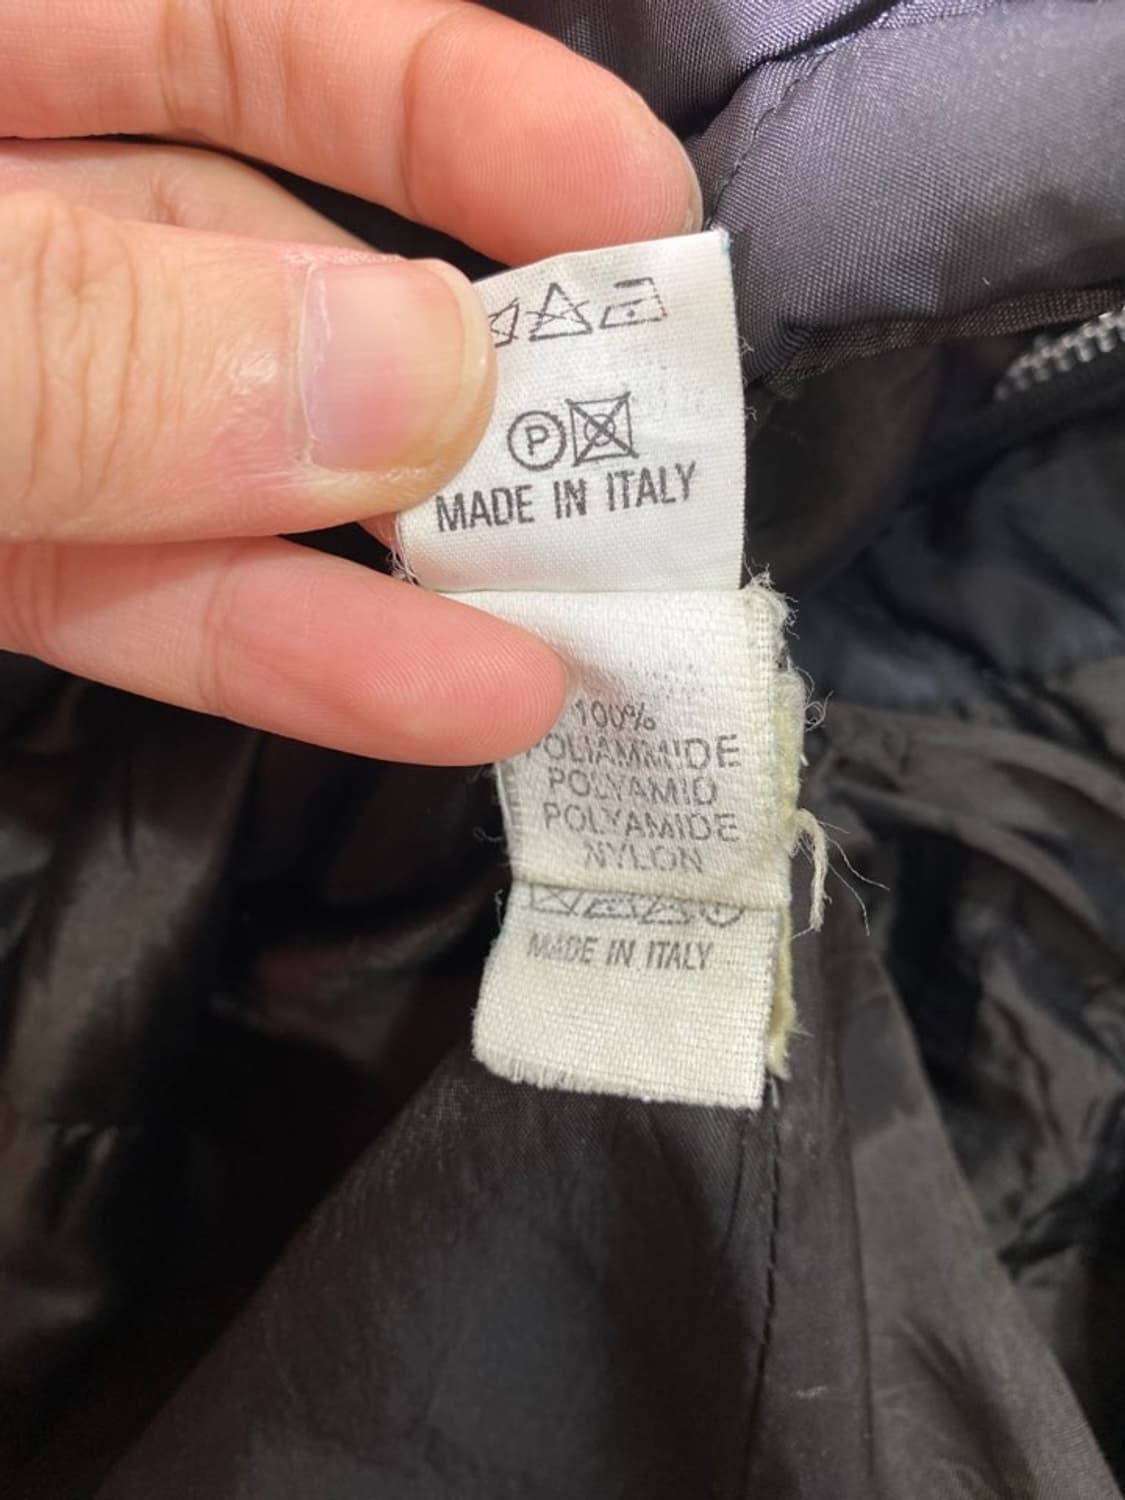 P
MADE IN ITALY
100%
POLIAMMIDE
POLYAMID
POLYAMIDE
NYLON
MADE IN ITALY